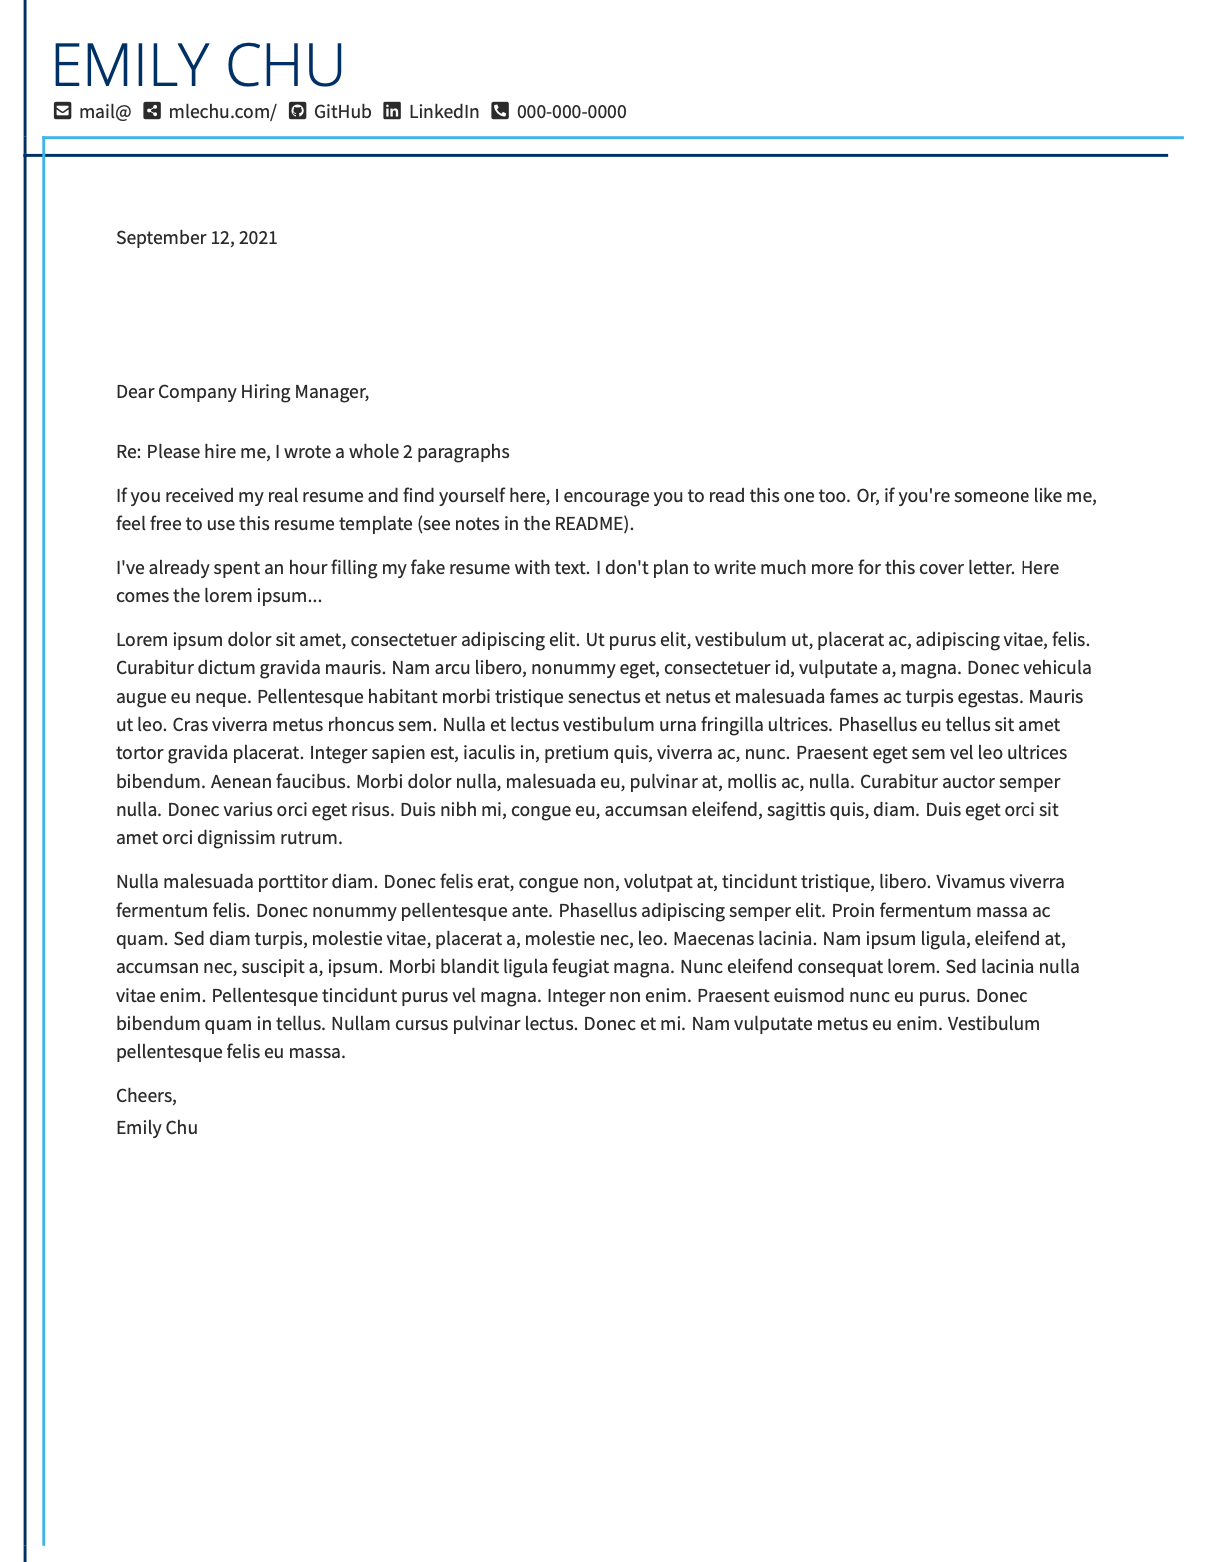 EMILY CHU
mail@ mlechu.com/ GitHub LinkedIn 000-000-0000
September 12, 2021
Dear Company Hiring Manager,
Re: Please hire me, I wrote a whole 2 paragraphs
If you received my real resume and find yourself here, I encourage you to read this one too. Or, if you're someone like me,
feel free to use this resume template (see notes in the README).
I've already spent an hour filling my fake resume with text. I don't plan to write much more for this cover letter. Here
comes the lorem ipsum...
Lorem ipsum dolor sit amet, consectetuer adipiscing elit. Ut purus elit, vestibulum ut, placerat ac, adipiscing vitae, felis.
Curabitur dictum gravida mauris. Nam arcu libero, nonummy eget, consectetuer id, vulputate a, magna. Donec vehicula
augue eu neque. Pellentesque habitant morbi tristique senectus et netus et malesuada fames ac turpis egestas. Mauris
ut leo. Cras viverra metus rhoncus sem. Nulla et lectus vestibulum urna fringilla ultrices. Phasellus eu tellus sit amet
tortor gravida placerat. Integer sapien est, iaculis in, pretium quis, viverra ac, nunc. Praesent eget sem vel leo ultrices
bibendum. Aenean faucibus. Morbi dolor nulla, malesuada eu, pulvinar at, mollis ac, nulla. Curabitur auctor semper
nulla. Donec varius orci eget risus. Duis nibh mi, congue eu, accumsan eleifend, sagittis quis, diam. Duis eget orci sit
amet orci dignissim rutrum.
Nulla malesuada porttitor diam. Donec felis erat, congue non, volutpat at, tincidunt tristique, libero. Vivamus viverra
fermentum felis. Donec nonummy pellentesque ante. Phasellus adipiscing semper elit. Proin fermentum massa ac
quam. Sed diam turpis, molestie vitae, placerat a, molestie nec, leo. Maecenas lacinia. Nam ipsum ligula, eleifend at,
accumsan nec, suscipit a, ipsum. Morbi blandit ligula feugiat magna. Nunc eleifend consequat lorem. Sed lacinia nulla
vitae enim. Pellentesque tincidunt purus vel magna. Integer non enim. Praesent euismod nunc eu purus. Donec
bibendum quam in tellus. Nullam cursus pulvinar lectus. Donec et mi. Nam vulputate metus eu enim. Vestibulum
pellentesque felis eu massa.
Cheers,
Emily Chu